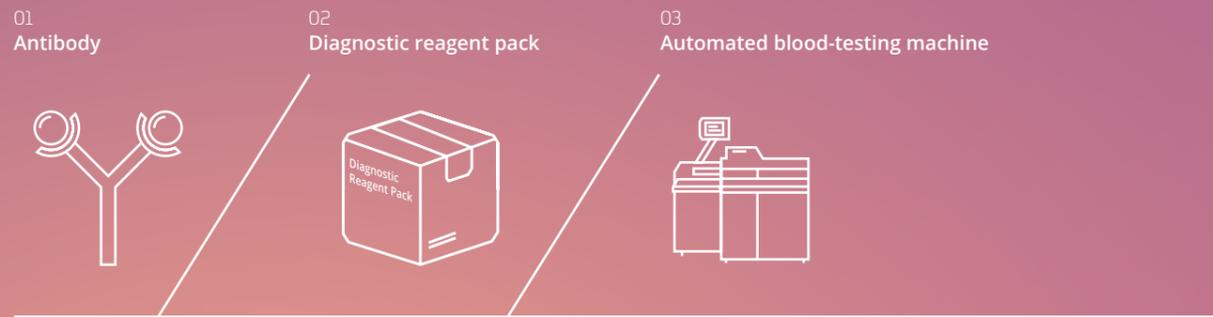 01
Antibody
02
Diagnostic reagent pack
03
Automated blood-testing machine
Diagnostic
Reagent Pack